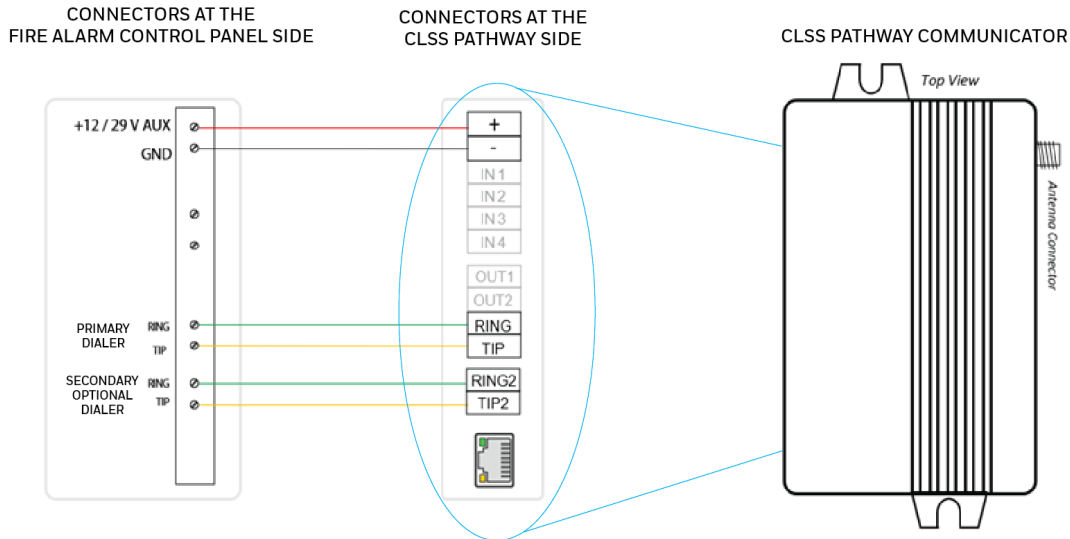 CONNECTORS AT THE
FIRE ALARM CONTROL PANEL SIDE
CONNECTORS AT THE
CLSS PATHWAY SIDE
CLSS PATHWAY COMMUNICATOR
Top View
Antenna Connector
+12 / 29 V AUX
GND
PRIMARY
DIALER
RING
TIP
SECONDARY
OPTIONAL
DIALER
RING
TIP
+
-
IN1
IN2
IN3
IN4
OUT1
OUT2
RING
TIP
RING2
TIP2